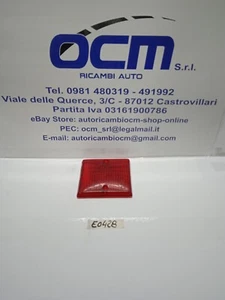 OCM S.r.l.
RICAMBI AUTO
Tel. 0981 480319 - 491992
Viale delle Querce, 3/C - 87012 Castrovillari
Partita Iva 03161900786
eBay Store: autoricambiocm-shop-online
PEC: ocm_srl@legalmail.it
E-mail: autoricambiocm@gmail.com
E0428